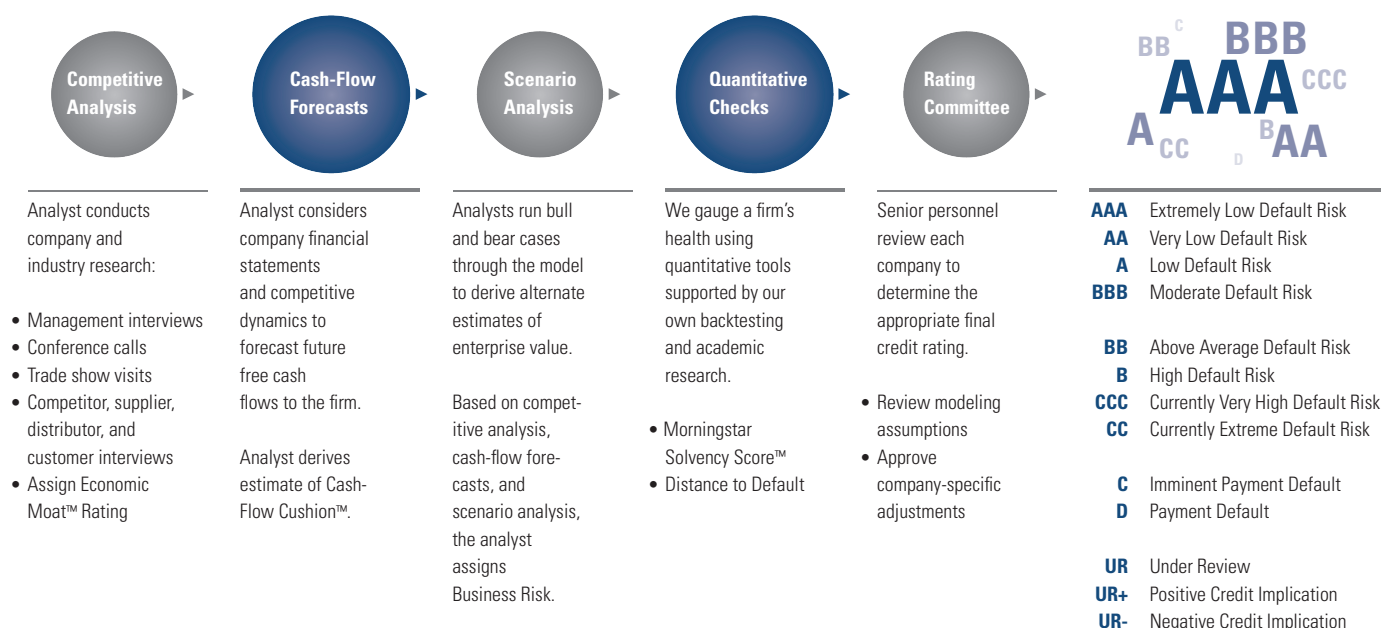 Competitive
Analysis
Cash-Flow
Forecasts
Scenario
Analysis
Quantitative
Checks
Rating
Committee
C
BB
BBB
AAA
CCC
A
CC
B
AA
D
Analyst conducts
company and
industry research:
• Management interviews
• Conference calls
• Trade show visits
• Competitor, supplier,
distributor, and
customer interviews
• Assign Economic
Moat™ Rating
Analyst considers
company financial
statements
and competitive
dynamics to
forecast future
free cash
flows to the firm.
Analyst derives
estimate of Cash-
Flow Cushion™.
Analysts run bull
and bear cases
through the model
to derive alternate
estimates of
enterprise value.
Based on compet-
itive analysis,
cash-flow fore-
casts, and
scenario analysis,
the analyst
assigns
Business Risk.
We gauge a firm's
health using
quantitative tools
supported by our
own backtesting
and academic
research.
• Morningstar
Solvency Score™
• Distance to Default
Senior personnel
review each
company to
determine the
appropriate final
credit rating.
• Review modeling
assumptions
• Approve
company-specific
adjustments
AAA Extremely Low Default Risk
AA Very Low Default Risk
A Low Default Risk
BBB Moderate Default Risk
BB Above Average Default Risk
B High Default Risk
CCC Currently Very High Default Risk
CC Currently Extreme Default Risk
C Imminent Payment Default
D Payment Default
UR Under Review
UR+ Positive Credit Implication
UR- Negative Credit Implication